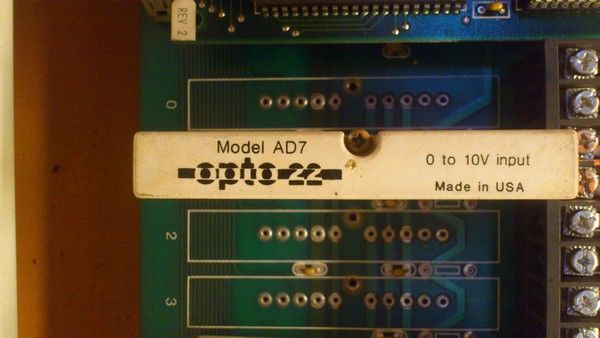 REV 2
0
Model AD7
opto 22
0 to 10V input
Made in USA
2
3